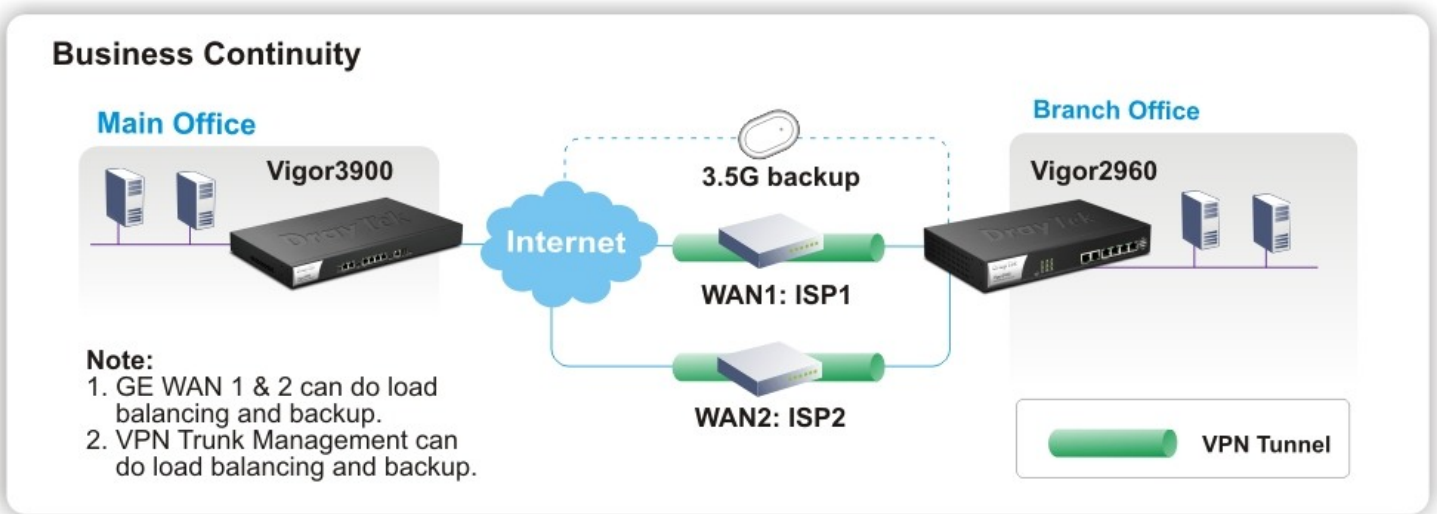 Business Continuity
Main Office
Branch Office
Vigor3900
Vigor2960
3.5G backup
DrayTek
Internet
DrayTek
WAN1: ISP1
WAN2: ISP2
Note:
1. GE WAN 1 & 2 can do load
balancing and backup.
2. VPN Trunk Management can
do load balancing and backup.
VPN Tunnel